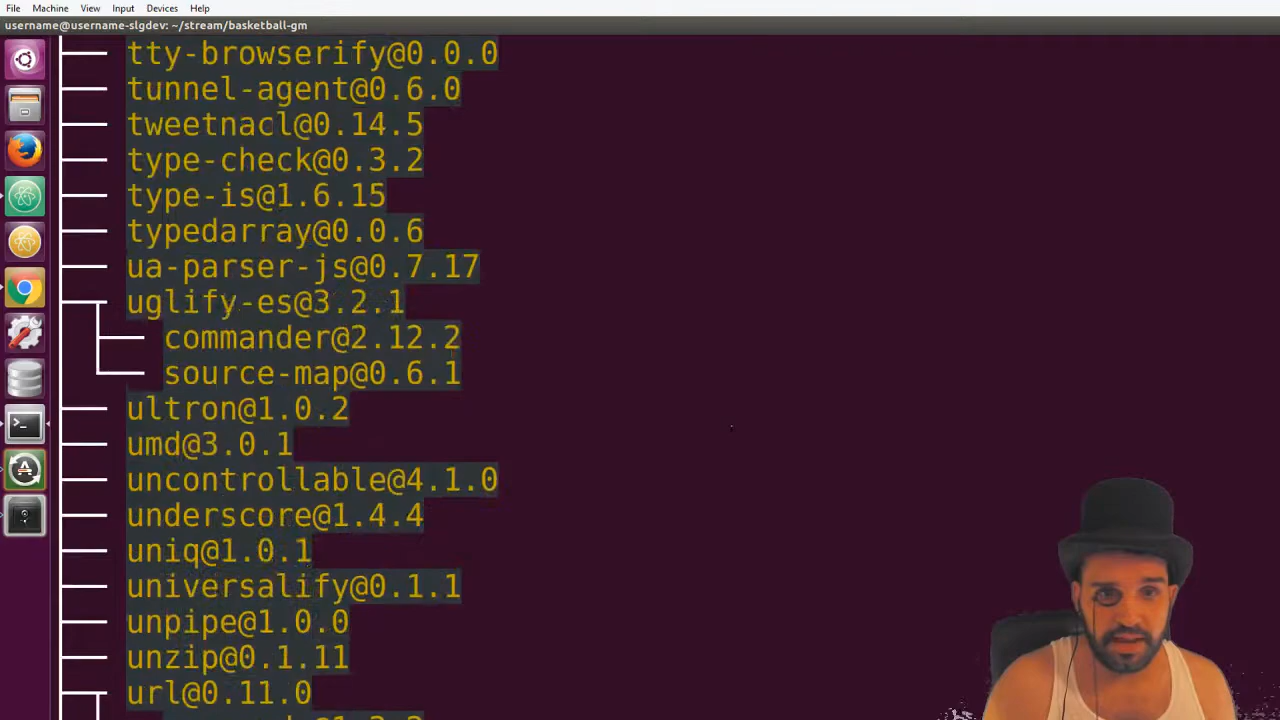 File Machine View Input Devices Help
username@username-slgdev: ~/stream/basketball-gm
tty-browserify@0.0.0
tunnel-agent@0.6.0
tweetnacl@0.14.5
type-check@0.3.2
type-is@1.6.15
typedarray@0.0.6
ua-parser-js@0.7.17
uglify-es@3.2.1
commander@2.12.2
source-map@0.6.1
ultron@1.0.2
umd@3.0.1
uncontrollable@4.1.0
underscore@1.4.4
uniq@1.0.1
universalify@0.1.1
unpipe@1.0.0
unzip@0.1.11
url@0.11.0